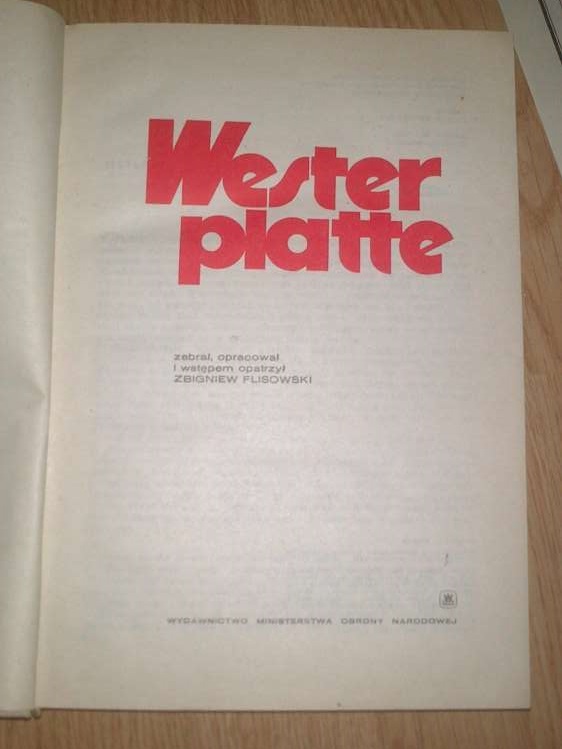 Wester
platte
zebrał, opracował
i wstępem opatrzył
ZBIGNIEW FLISOWSKI
WYDAWNICTWO MINISTERSTWA OBRONY NARODOWEJ